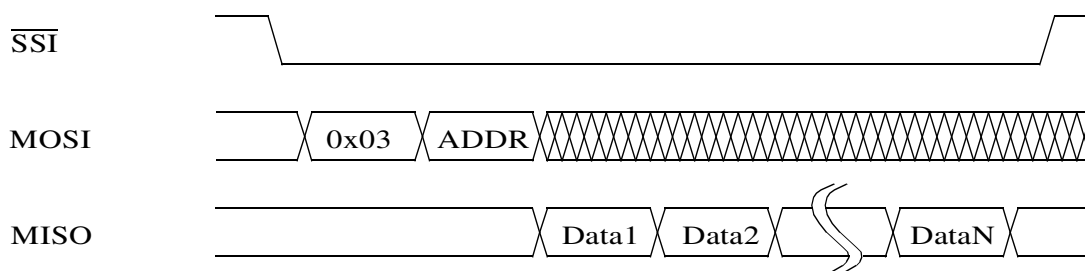 SSI
MOSI 0x03 ADDR
MISO Data1 Data2 DataN